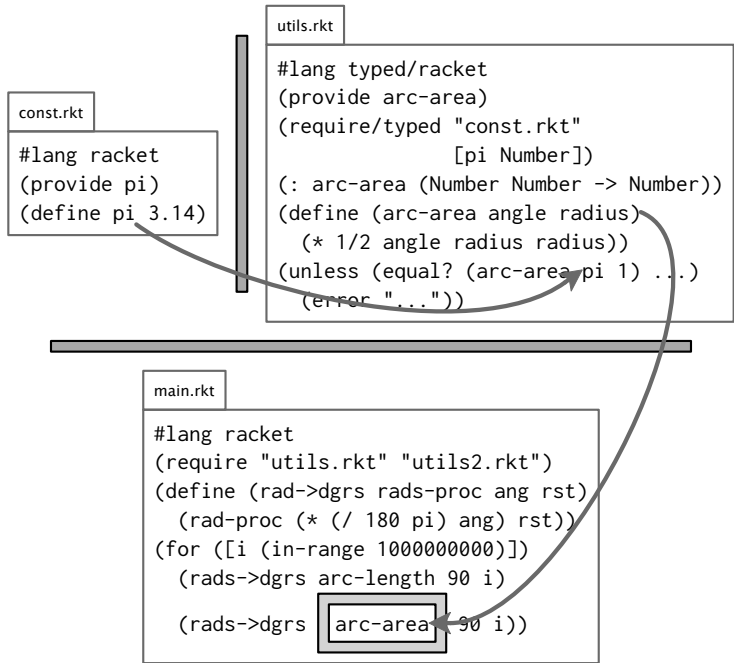 const.rkt
#lang racket
(provide pi)
(define pi 3.14)
utils.rkt
#lang typed/racket
(provide arc-area)
(require/typed "const.rkt"
[pi Number])
(: arc-area (Number Number -> Number))
(define (arc-area angle radius)
(* 1/2 angle radius radius))
(unless (equal? (arc-area pi 1) ...)
(error "..."))
main.rkt
#lang racket
(require "utils.rkt" "utils2.rkt")
(define (rad->dgrs rads-proc ang rst)
(rad-proc (* (/ 180 pi) ang) rst))
(for ([i (in-range 1000000000)])
(rads->dgrs arc-length 90 i)
(rads->dgrs arc-area 90 i))